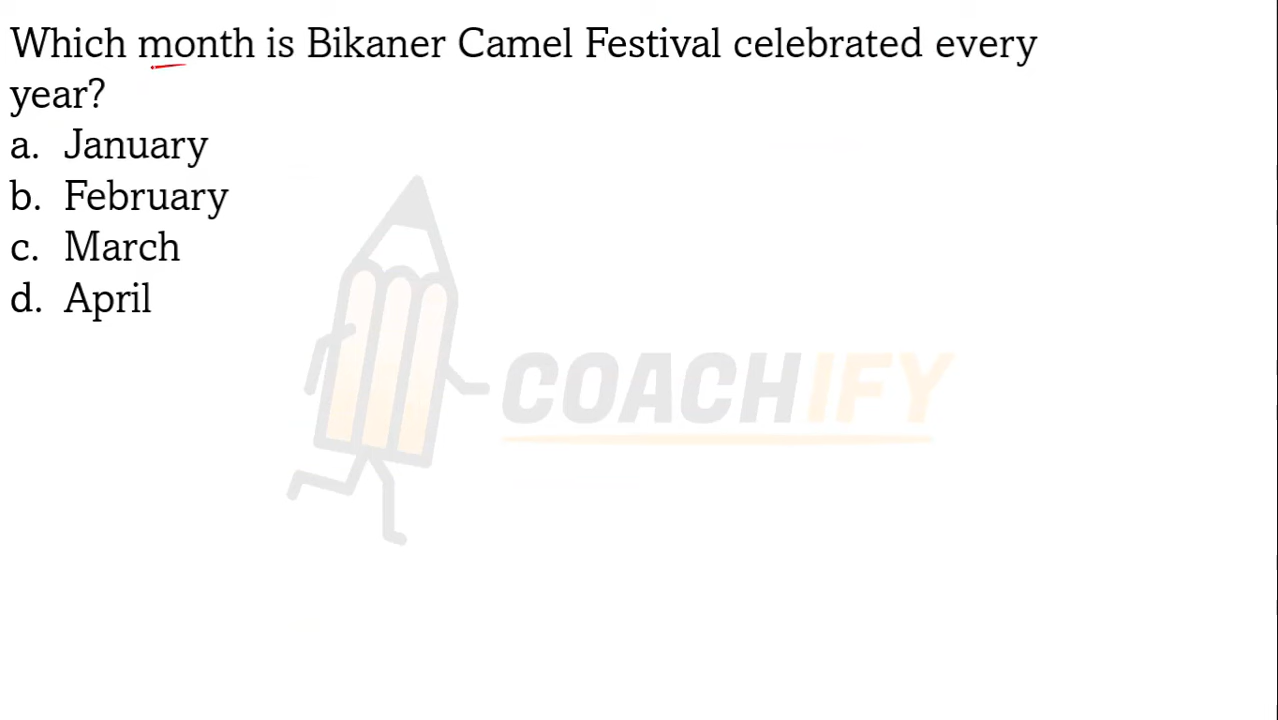 Which month is Bikaner Camel Festival celebrated every
year?
a. January
b. February
c. March
d. April
COACHIFY